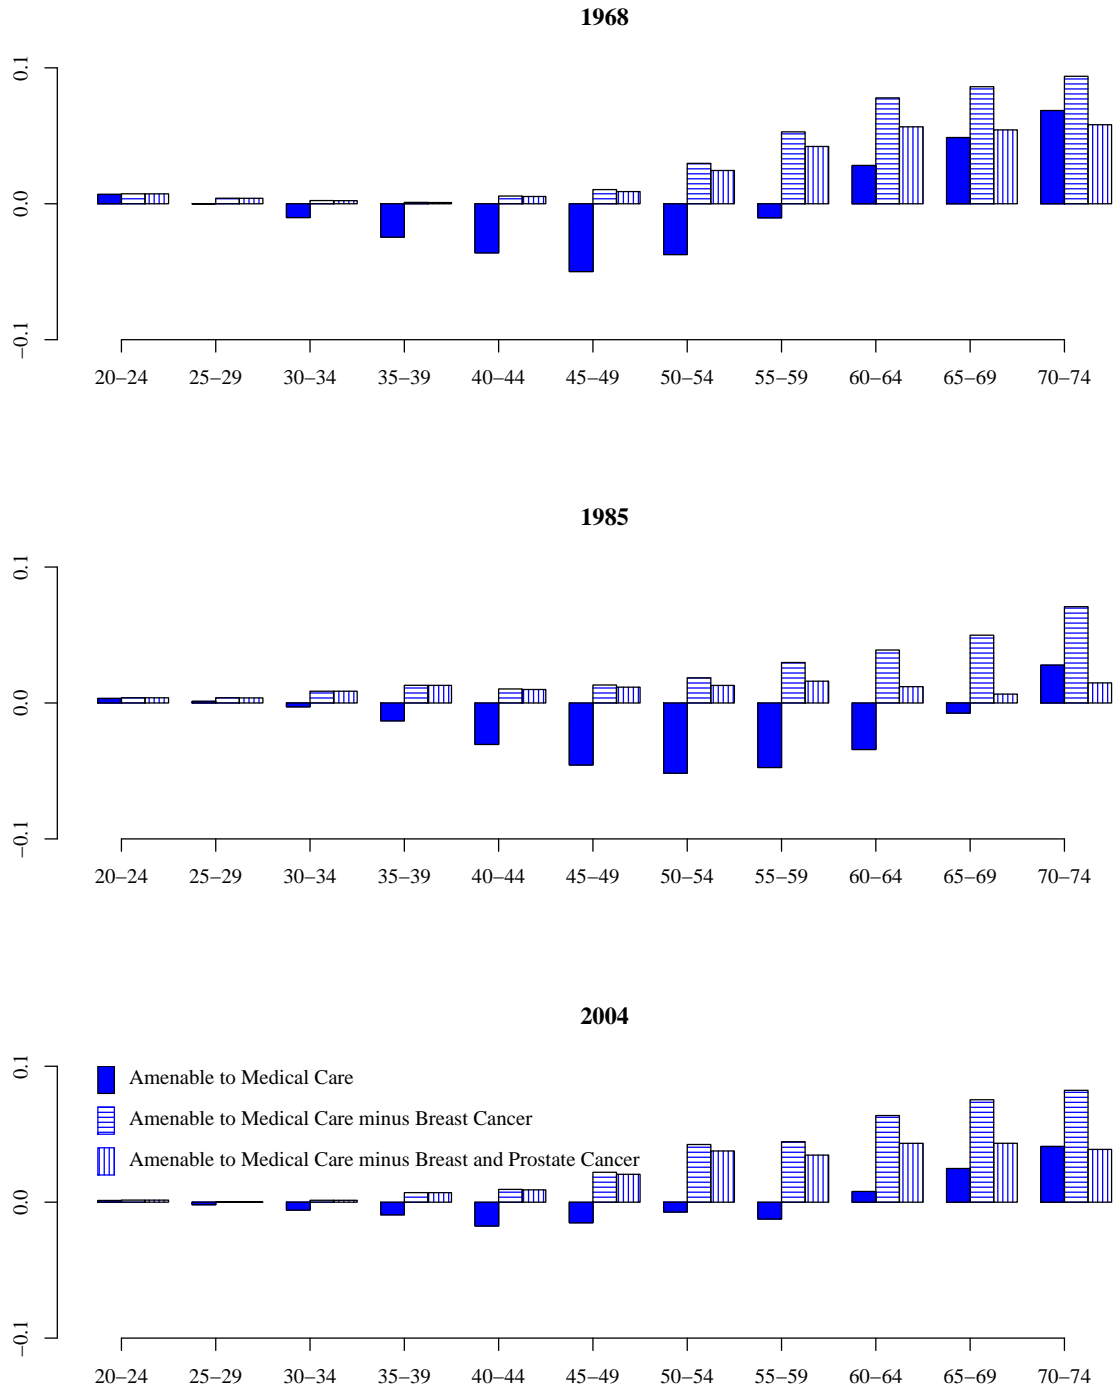 1968
0.1
0.0
−0.1
20−24 25−29 30−34 35−39 40−44 45−49 50−54 55−59 60−64 65−69 70−74
1985
0.1
0.0
−0.1
20−24 25−29 30−34 35−39 40−44 45−49 50−54 55−59 60−64 65−69 70−74
2004
0.1
Amenable to Medical Care
Amenable to Medical Care minus Breast Cancer
Amenable to Medical Care minus Breast and Prostate Cancer
0.0
−0.1
20−24 25−29 30−34 35−39 40−44 45−49 50−54 55−59 60−64 65−69 70−74